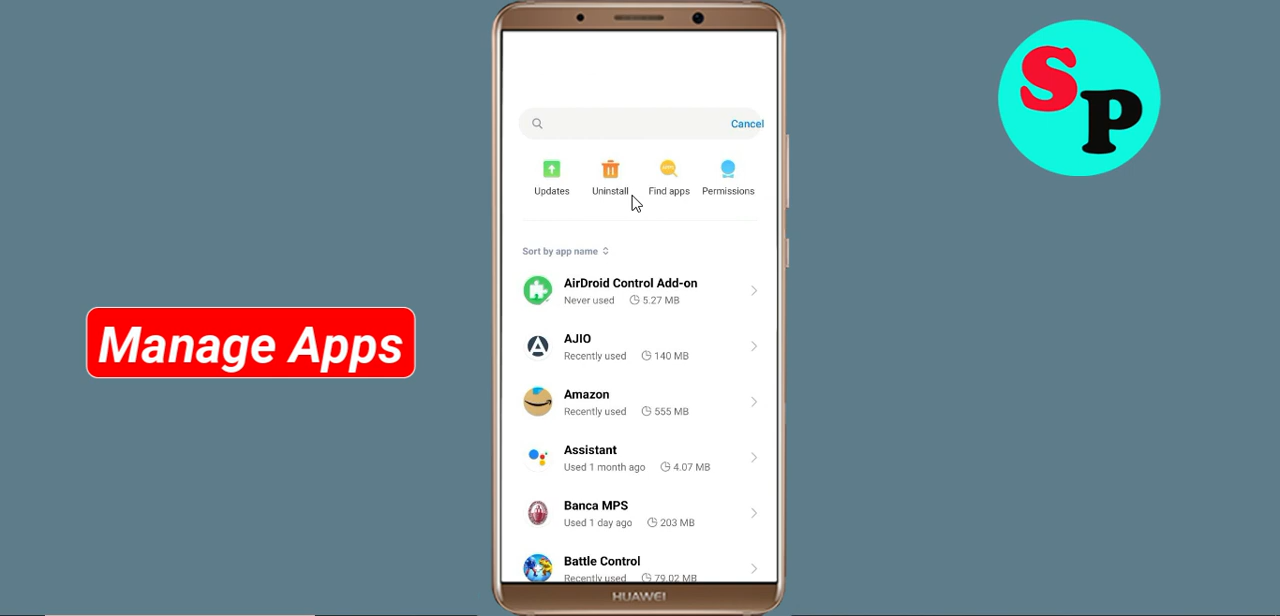 SP
Cancel
Updates
Uninstall
Find apps
Permissions
Sort by app name
AirDroid Control Add-on
Never used 5.27 MB
Manage Apps
AJIO
Recently used 140 MB
Amazon
Recently used 555 MB
Assistant
Used 1 month ago 4.07 MB
Banca MPS
Used 1 day ago 203 MB
Battle Control
Recently used 79.02 MB
HUAWEI